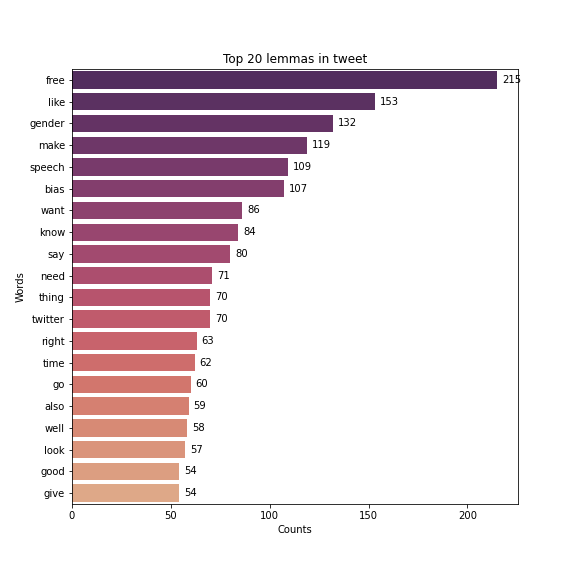 Top 20 lemmas in tweet
free 215
like 153
gender 132
make 119
speech 109
bias 107
want 86
know 84
say 80
need 71
thing 70
twitter 70
right 63
time 62
go 60
also 59
well 58
look 57
good 54
give 54
Words
0 50 100 150 200
Counts